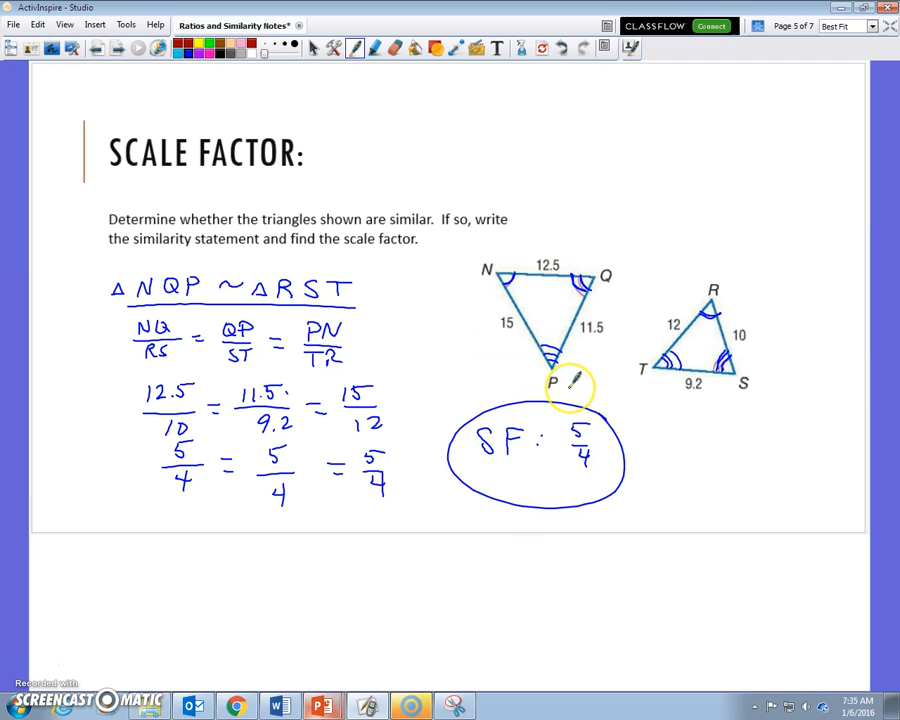 ActivInspire - Studio
File Edit View Insert Tools Help Ratios and Similarity Notes* CLASSFLOW Connect Page 5 of 7 Best Fit
SCALE FACTOR:
Determine whether the triangles shown are similar. If so, write
the similarity statement and find the scale factor.
△ NQP ~ △ RST
NQ/RS = QP/ST = PN/TR
12.5/10 = 11.5/9.2 = 15/12
5/4 = 5/4 = 5/4
N 12.5 Q
15 11.5
P
R
12 10
T 9.2 S
SF: 5/4
Recorded with
SCREENCAST MATIC
7:35 AM
1/6/2016